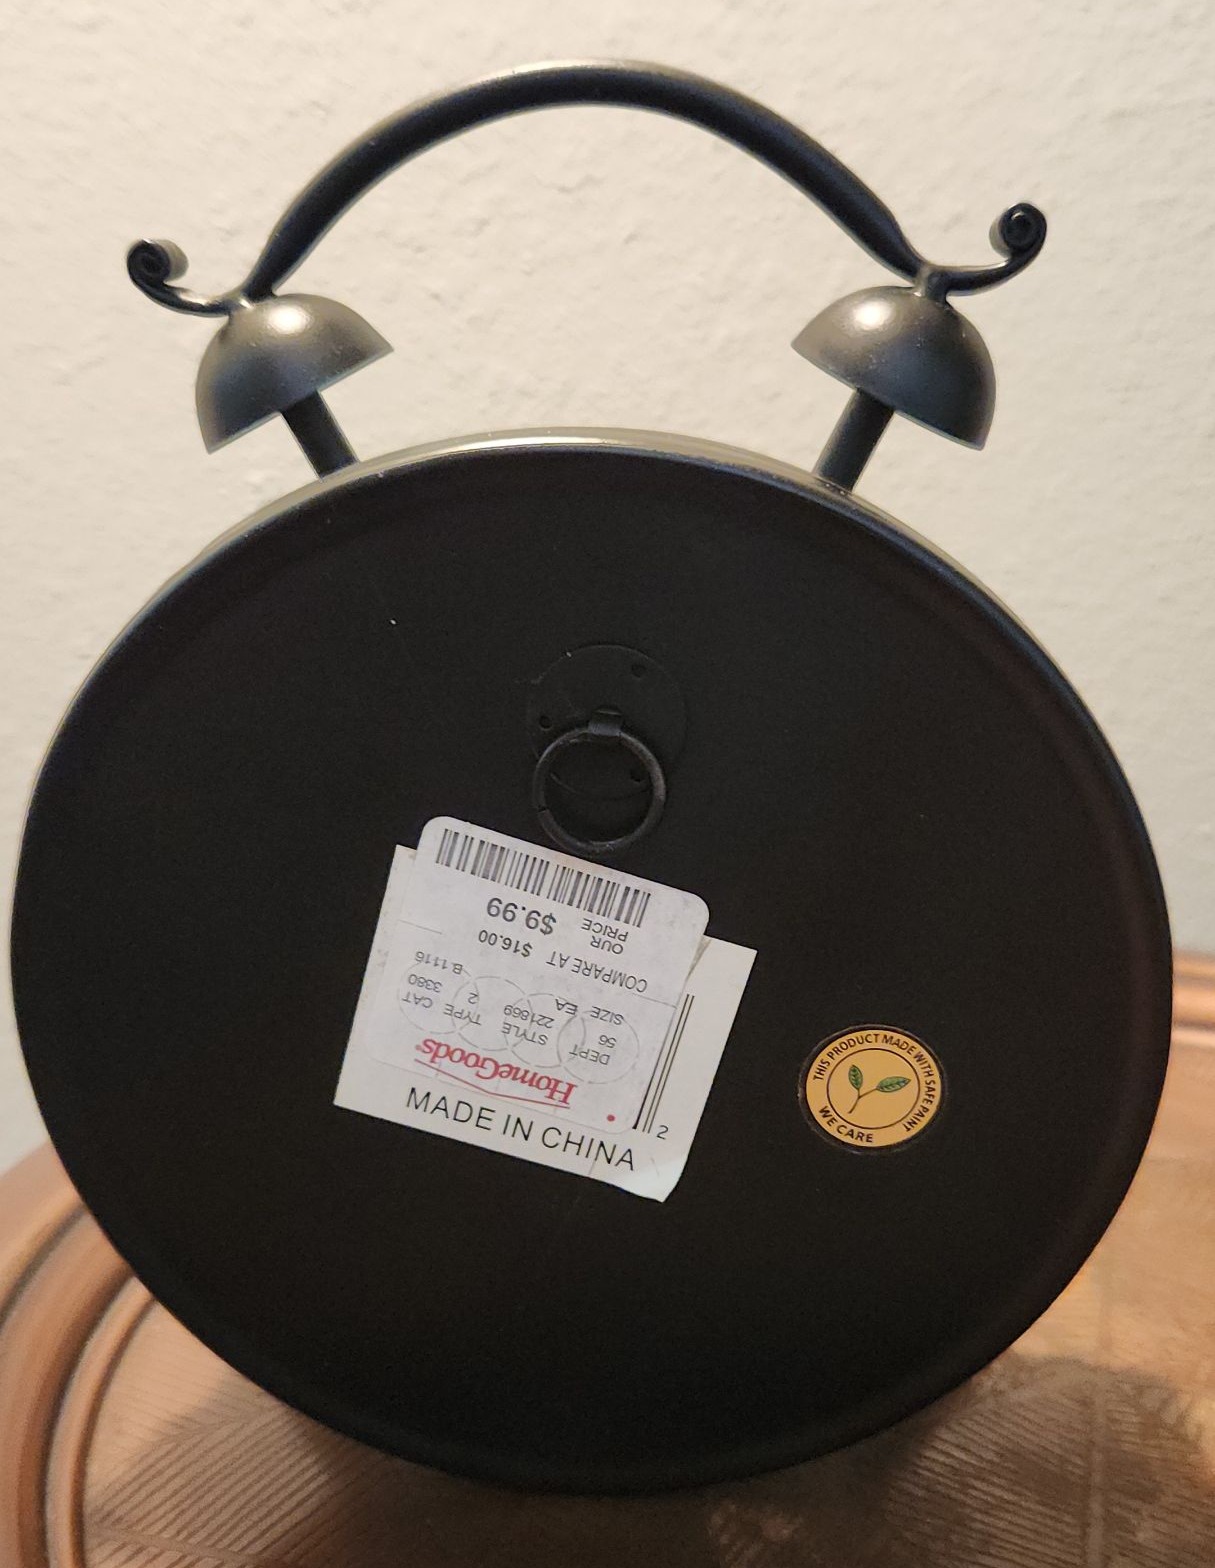 HomeGoods
DEPT STYLE TYPE CAT
56 221869 2 3380
SIZE: EA B.1116
COMPARE AT $16.00
OUR PRICE $9.99
MADE IN CHINA
2
THIS PRODUCT MADE WITH SAFE PAINT
WE CARE